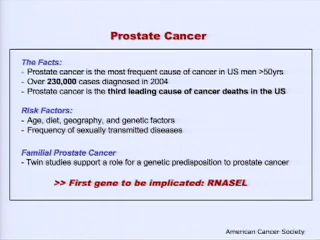 Prostate Cancer
The Facts:
- Prostate cancer is the most frequent cause of cancer in US men >50yrs
- Over 230,000 cases diagnosed in 2004
- Prostate cancer is the third leading cause of cancer deaths in the US
Risk Factors:
- Age, diet, geography, and genetic factors
- Frequency of sexually transmitted diseases
Familial Prostate Cancer
- Twin studies support a role for a genetic predisposition to prostate cancer
>> First gene to be implicated: RNASEL
American Cancer Society